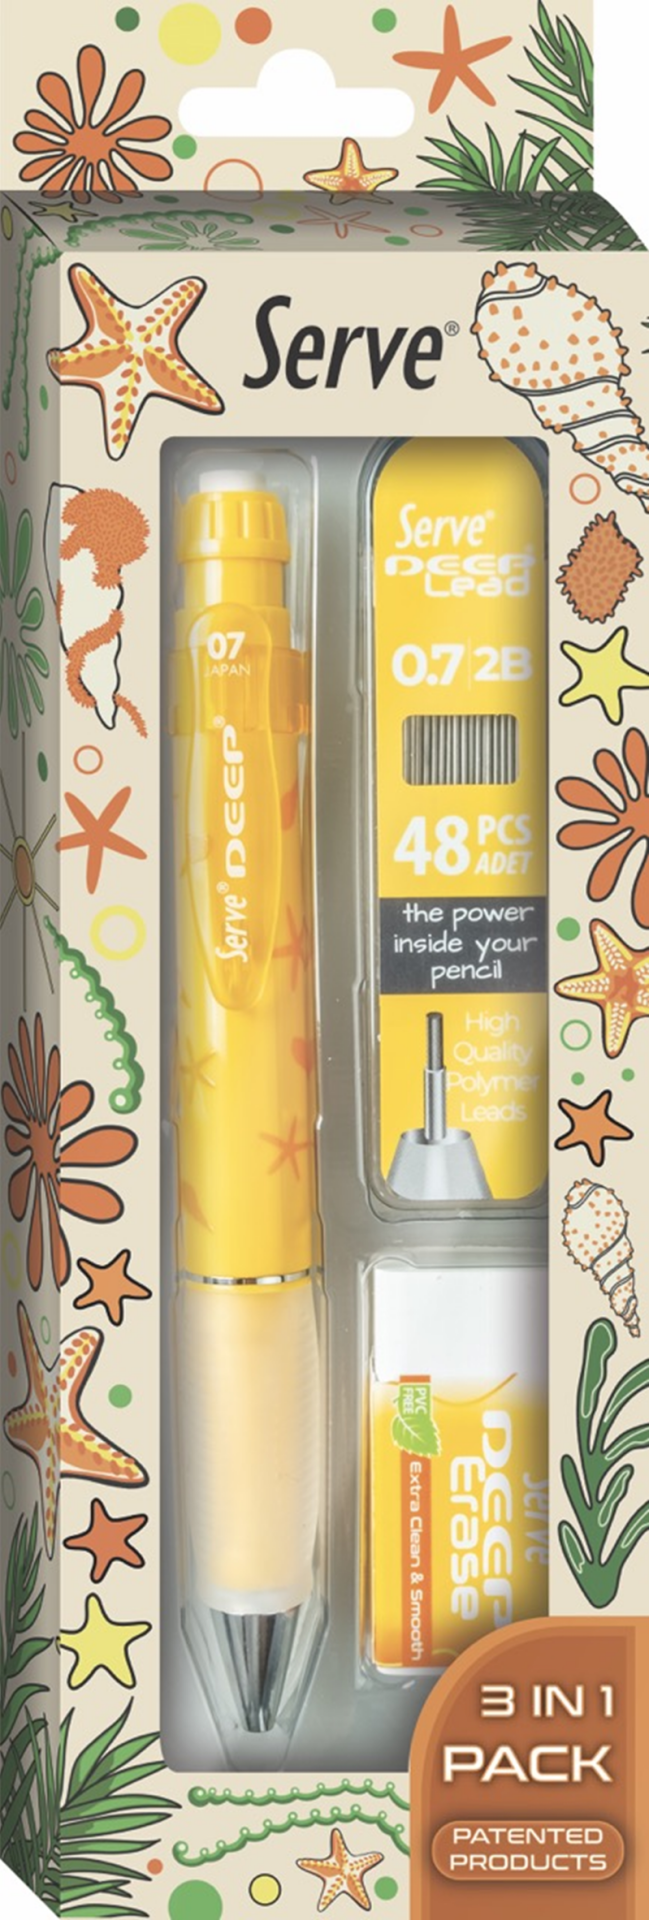 Serve®
07
JAPAN
Serve® DEEP®
Serve®
DEEP®
Lead
0.7 2B
48 PCS
ADET
the power
inside your
pencil
High
Quality
Polymer
Leads
PVC
FREE
Extra Clean & Smooth
Serve
DEEP
Erase
3 IN 1
PACK
PATENTED
PRODUCTS